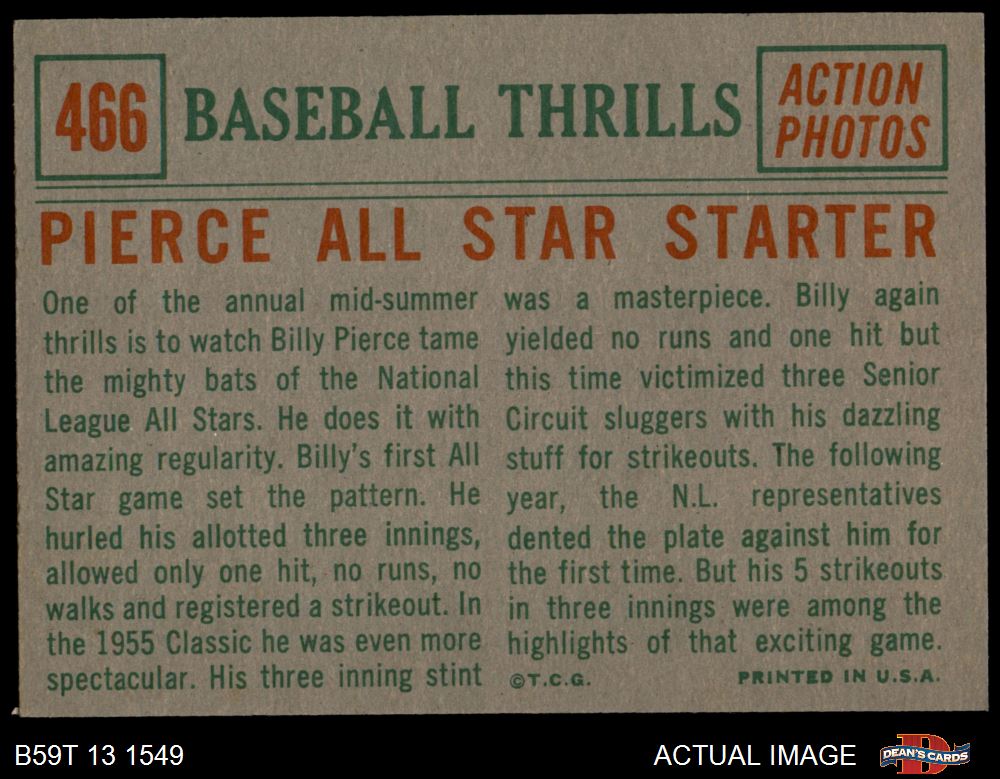 466
BASEBALL THRILLS
ACTION
PHOTOS
PIERCE ALL STAR STARTER
One of the annual mid-summer
thrills is to watch Billy Pierce tame
the mighty bats of the National
League All Stars. He does it with
amazing regularity. Billy's first All
Star game set the pattern. He
hurled his allotted three innings,
allowed only one hit, no runs, no
walks and registered a strikeout. In
the 1955 Classic he was even more
spectacular. His three inning stint
was a masterpiece. Billy again
yielded no runs and one hit but
this time victimized three Senior
Circuit sluggers with his dazzling
stuff for strikeouts. The following
year, the N.L. representatives
dented the plate against him for
the first time. But his 5 strikeouts
in three innings were among the
highlights of that exciting game.
©T.C.G. PRINTED IN U.S.A.
B59T 13 1549
ACTUAL IMAGE
D
DEAN'S CARDS